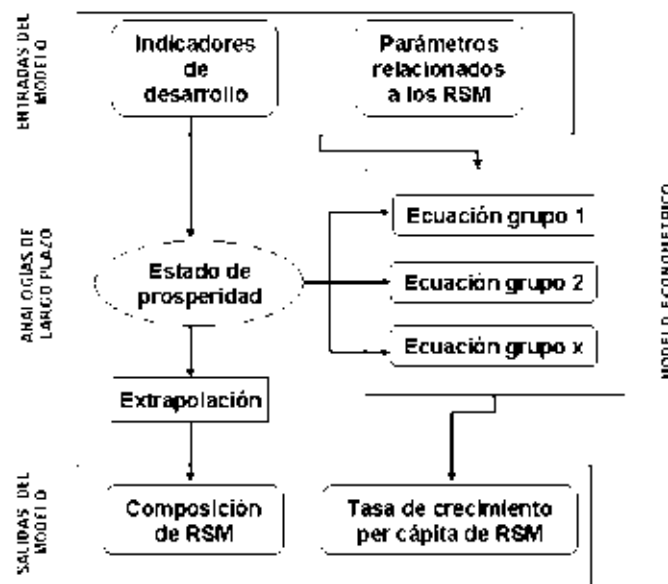 ENTRADAS DEL
MODELO
Indicadores
de
desarrollo
Parámetros
relacionados
a los RSM
ANALOGÍAS DE
LARGO PLAZO
Estado de
prosperidad
Ecuación grupo 1
Ecuación grupo 2
Ecuación grupo x
MODELO ECONOMETRICO
Extrapolación
SALIDAS DEL
MODELO
Composición
de RSM
Tasa de crecimiento
per cápita de RSM